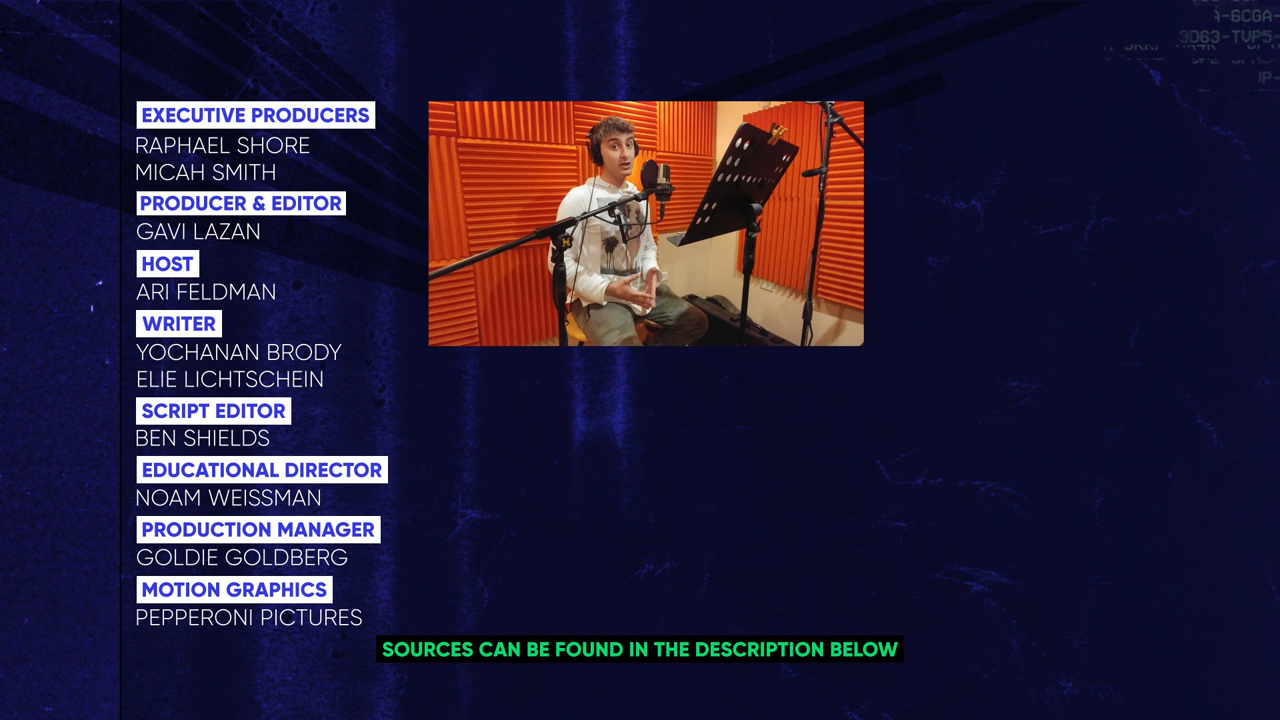 EXECUTIVE PRODUCERS
RAPHAEL SHORE
MICAH SMITH
PRODUCER & EDITOR
GAVI LAZAN
HOST
ARI FELDMAN
WRITER
YOCHANAN BRODY
ELIE LICHTSCHEIN
SCRIPT EDITOR
BEN SHIELDS
EDUCATIONAL DIRECTOR
NOAM WEISSMAN
PRODUCTION MANAGER
GOLDIE GOLDBERG
MOTION GRAPHICS
PEPPERONI PICTURES
SOURCES CAN BE FOUND IN THE DESCRIPTION BELOW